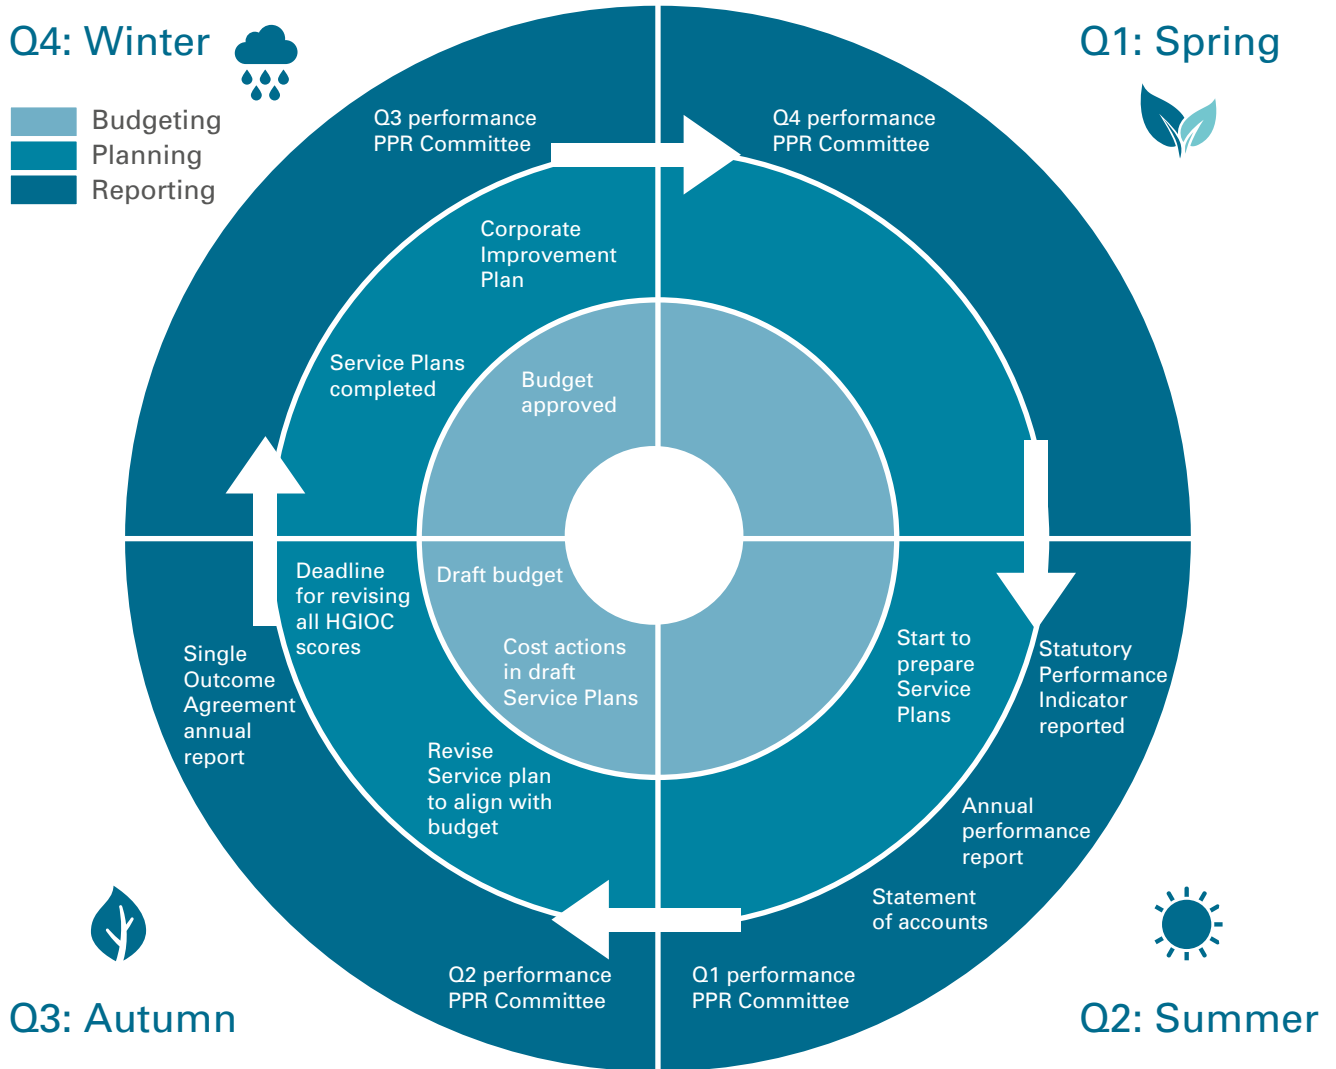 Q4: Winter
Q1: Spring
Budgeting
Planning
Reporting
Q3 performance
PPR Committee
Q4 performance
PPR Committee
Corporate
Improvement
Plan
Service Plans
completed
Budget
approved
Deadline
for revising
all HGIOC
scores
Draft budget
Cost actions
in draft
Service Plans
Start to
prepare
Service
Plans
Statutory
Performance
Indicator
reported
Single
Outcome
Agreement
annual
report
Revise
Service plan
to align with
budget
Annual
performance
report
Statement
of accounts
Q2 performance
PPR Committee
Q1 performance
PPR Committee
Q3: Autumn
Q2: Summer